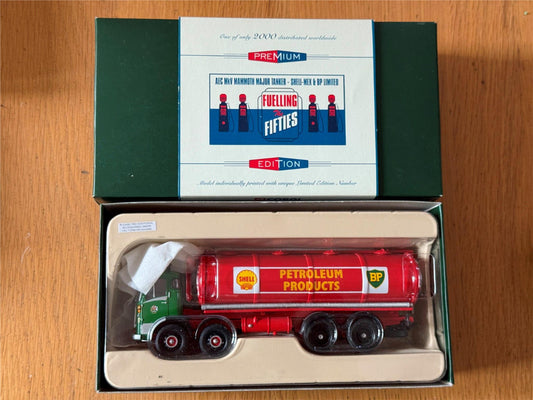 One of only 2000 distributed worldwide
PREMIUM
AEC MkV MAMMOTH MAJOR TANKER - SHELL-MEX & BP LIMITED
FUELLING
THE
FIFTIES
EDITION
Model individually printed with unique Limited Edition Number
SHELL
PETROLEUM
PRODUCTS
BP